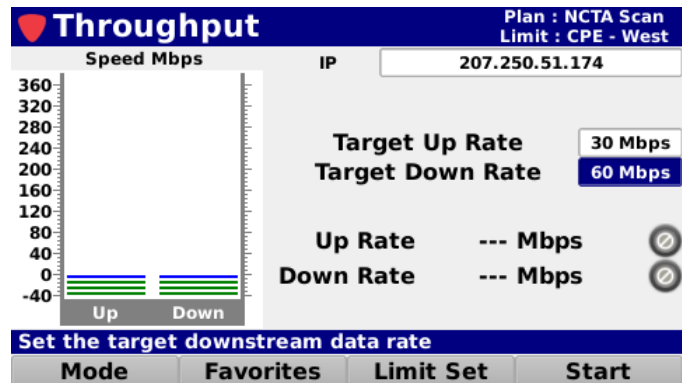 Throughput
Plan : NCTA Scan
Limit : CPE - West
Speed Mbps
IP 207.250.51.174
360
320
280
240
200
160
120
80
40
0
-40
Up Down
Target Up Rate 30 Mbps
Target Down Rate 60 Mbps
Up Rate --- Mbps
Down Rate --- Mbps
Set the target downstream data rate
Mode Favorites Limit Set Start